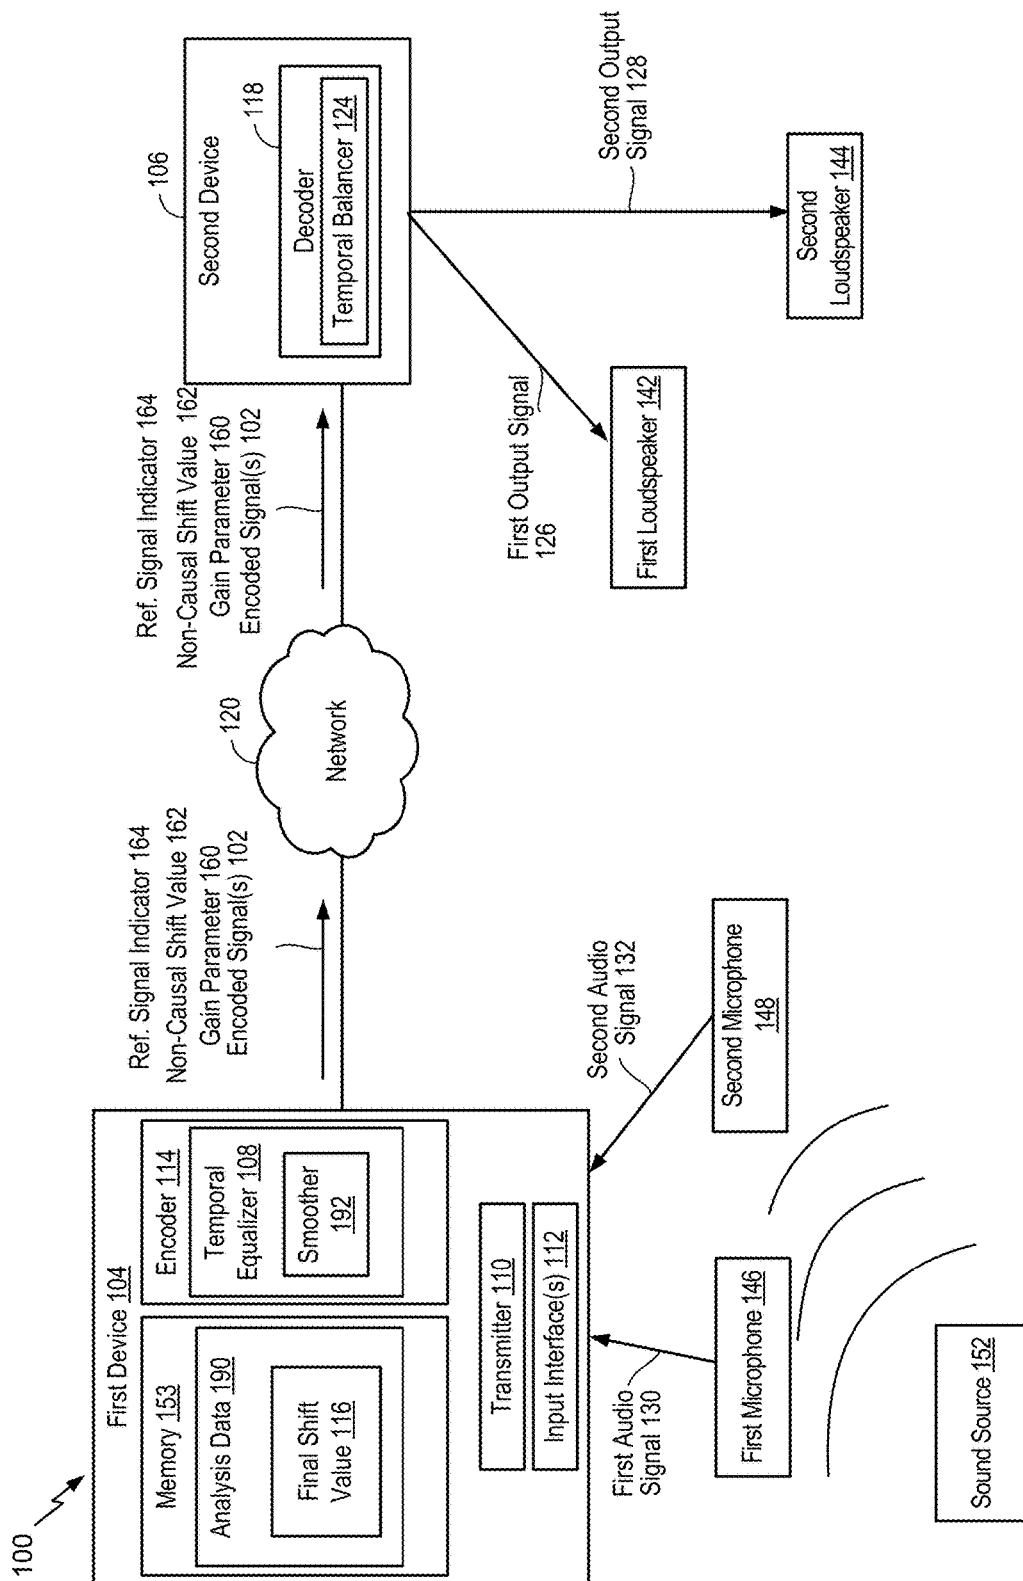 100
First Device 104
Memory 153
Analysis Data 190
Final Shift
Value 116
Encoder 114
Temporal
Equalizer 108
Smoother
192
Transmitter 110
Input Interface(s) 112
First Audio
Signal 130
Second Audio
Signal 132
First Microphone 146
Second Microphone
148
Sound Source 152
Ref. Signal Indicator 164
Non-Causal Shift Value 162
Gain Parameter 160
Encoded Signal(s) 102
120
Network
Ref. Signal Indicator 164
Non-Causal Shift Value 162
Gain Parameter 160
Encoded Signal(s) 102
106
Second Device
118
Decoder
Temporal Balancer 124
First Output Signal
126
Second Output
Signal 128
First Loudspeaker 142
Second
Loudspeaker 144